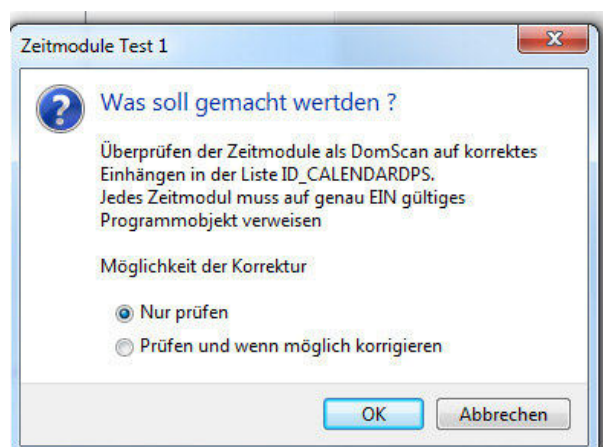 Zeitmodule Test 1
Was soll gemacht wertden ?
Überprüfen der Zeitmodule als DomScan auf korrektes
Einhängen in der Liste ID_CALENDARDPS.
Jedes Zeitmodul muss auf genau EIN gültiges
Programmobjekt verweisen
Möglichkeit der Korrektur
Nur prüfen
Prüfen und wenn möglich korrigieren
OK
Abbrechen